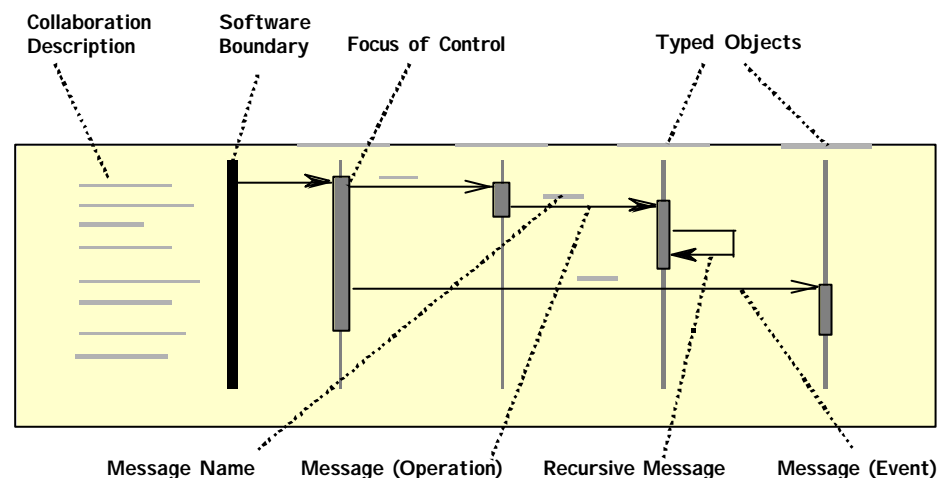 Collaboration
Description
Software
Boundary
Focus of Control
Typed Objects
Message Name
Message (Operation)
Recursive Message
Message (Event)